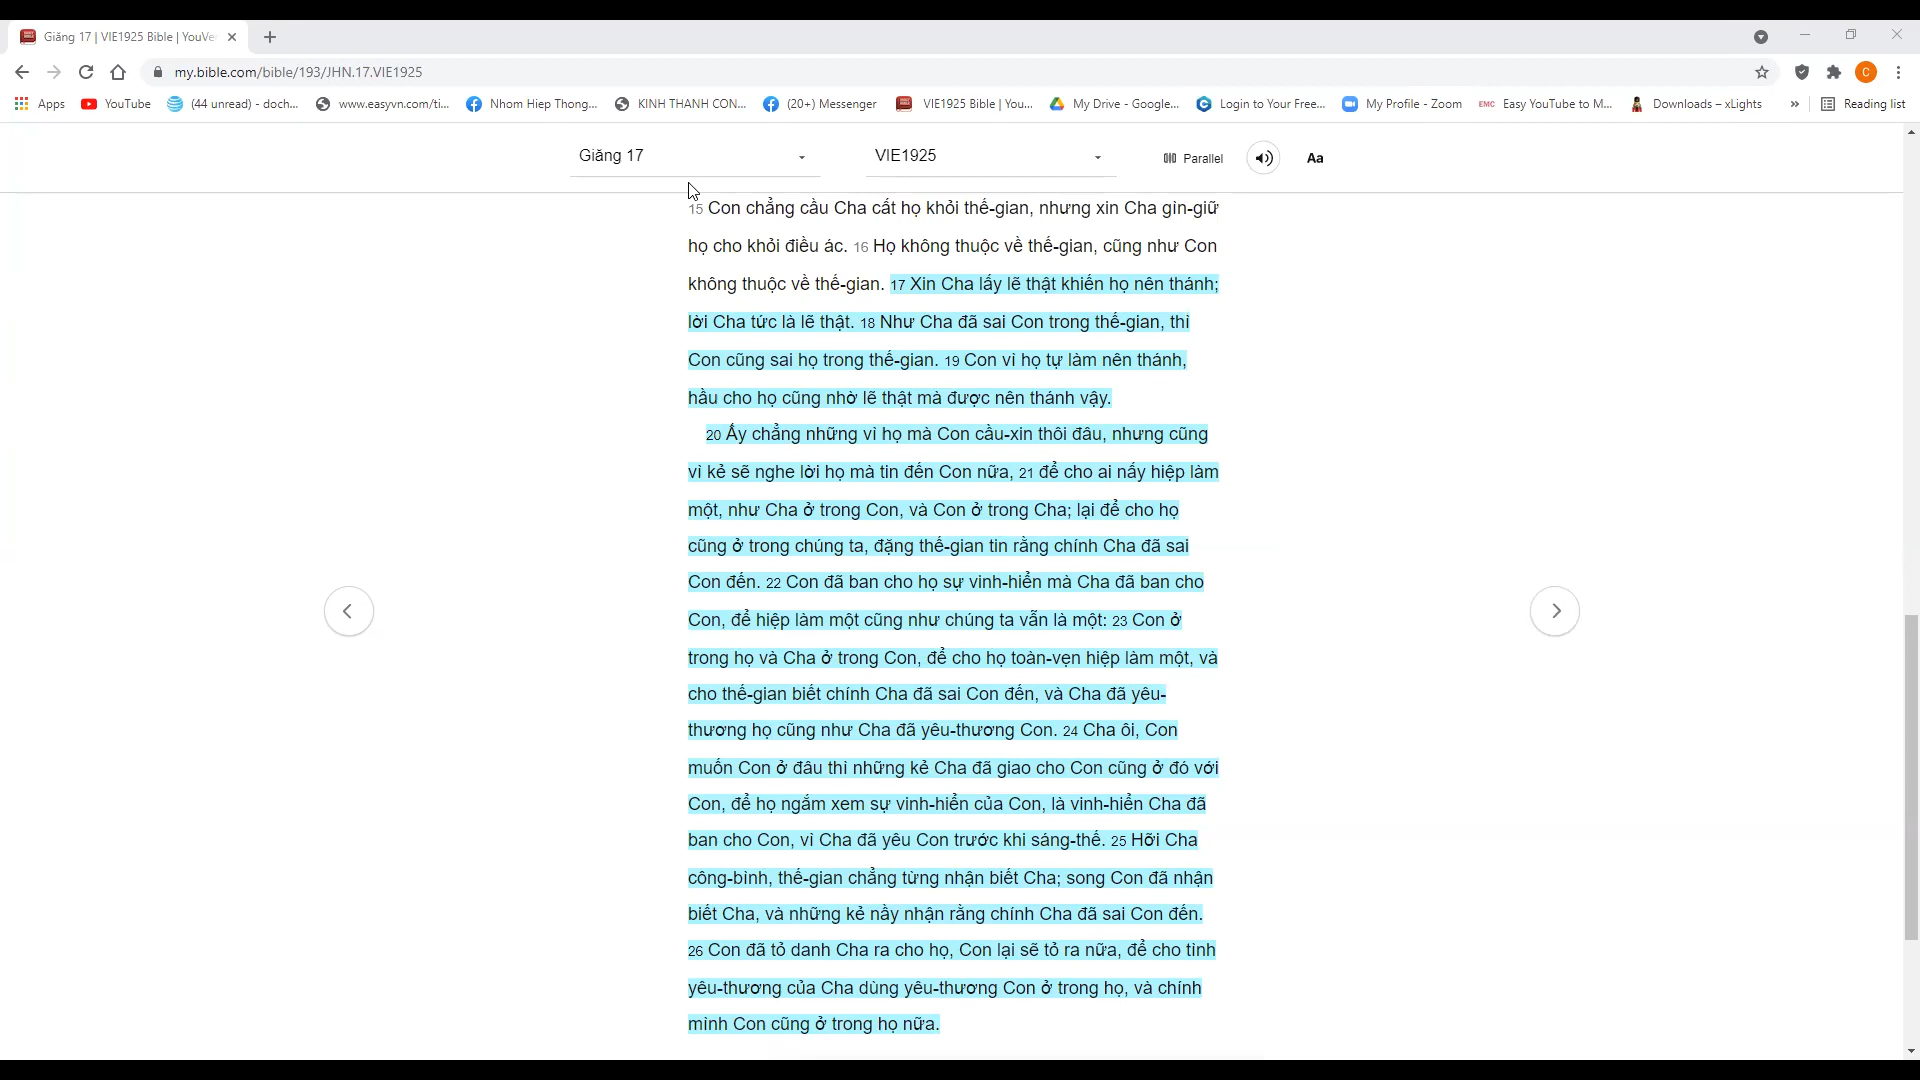 Giăng 17 | VIE1925 Bible | YouVe
my.bible.com/bible/193/JHN.17.VIE1925
C
Apps YouTube (44 unread) - doch... www.easyvn.com/ti... Nhom Hiep Thong... KINH THANH CON... (20+) Messenger VIE1925 Bible | You... My Drive - Google... Login to Your Free... My Profile - Zoom EMC Easy YouTube to M... Downloads – xLights » Reading list
Giăng 17 VIE1925 Parallel Aa
15 Con chẳng cầu Cha cất họ khỏi thế-gian, nhưng xin Cha gìn-giữ
họ cho khỏi điều ác. 16 Họ không thuộc về thế-gian, cũng như Con
không thuộc về thế-gian. 17 Xin Cha lấy lẽ thật khiến họ nên thánh;
lời Cha tức là lẽ thật. 18 Như Cha đã sai Con trong thế-gian, thì
Con cũng sai họ trong thế-gian. 19 Con vì họ tự làm nên thánh,
hầu cho họ cũng nhờ lẽ thật mà được nên thánh vậy.
20 Ấy chẳng những vì họ mà Con cầu-xin thôi đâu, nhưng cũng
vì kẻ sẽ nghe lời họ mà tin đến Con nữa, 21 để cho ai nấy hiệp làm
một, như Cha ở trong Con, và Con ở trong Cha; lại để cho họ
cũng ở trong chúng ta, đặng thế-gian tin rằng chính Cha đã sai
Con đến. 22 Con đã ban cho họ sự vinh-hiển mà Cha đã ban cho
Con, để hiệp làm một cũng như chúng ta vẫn là một: 23 Con ở
trong họ và Cha ở trong Con, để cho họ toàn-vẹn hiệp làm một, và
cho thế-gian biết chính Cha đã sai Con đến, và Cha đã yêu-
thương họ cũng như Cha đã yêu-thương Con. 24 Cha ôi, Con
muốn Con ở đâu thì những kẻ Cha đã giao cho Con cũng ở đó với
Con, để họ ngắm xem sự vinh-hiển của Con, là vinh-hiển Cha đã
ban cho Con, vì Cha đã yêu Con trước khi sáng-thế. 25 Hỡi Cha
công-bình, thế-gian chẳng từng nhận biết Cha; song Con đã nhận
biết Cha, và những kẻ nầy nhận rằng chính Cha đã sai Con đến.
26 Con đã tỏ danh Cha ra cho họ, Con lại sẽ tỏ ra nữa, để cho tình
yêu-thương của Cha dùng yêu-thương Con ở trong họ, và chính
mình Con cũng ở trong họ nữa.